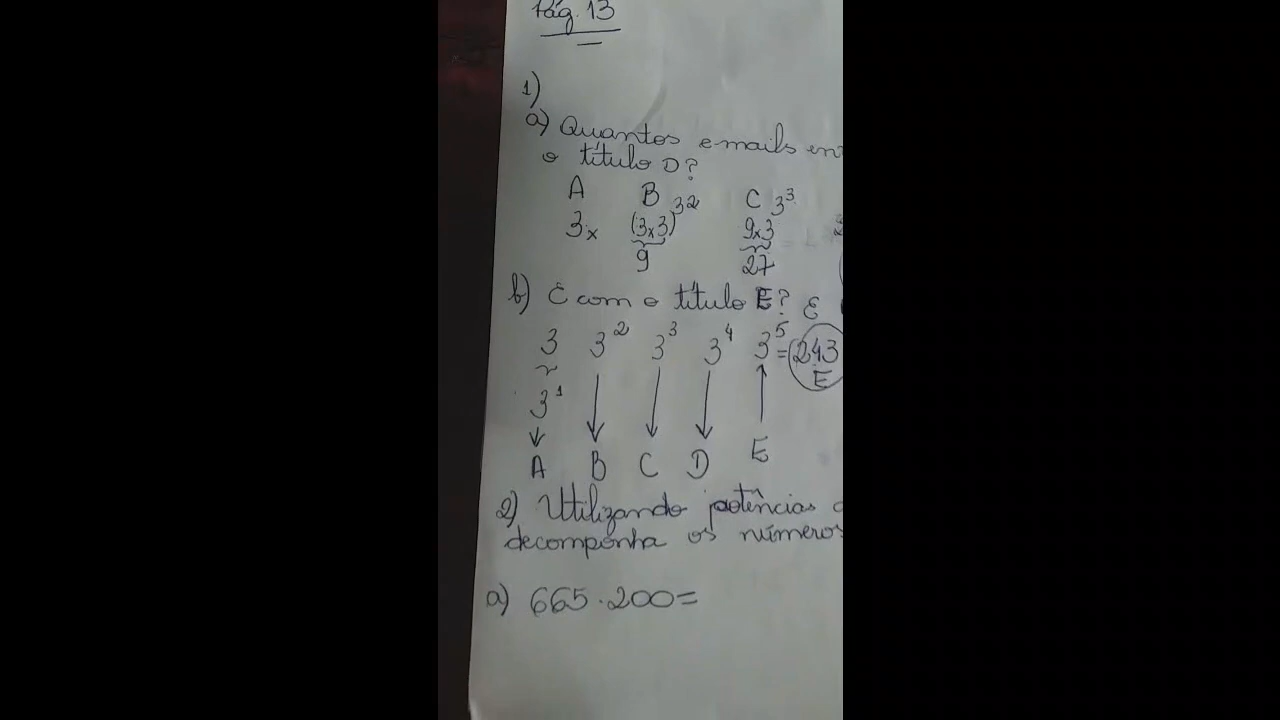 Pág. 13
1)
a) Quantos emails
o título D?
A B 3² C 3³
3x (3x3) 9x3
9 27
b) E com o título E? E
3 3² 3³ 3⁴ 3⁵ = 243
E
3¹
A B C D E
2) Utilizando potências
decomponha os números
a) 665.200=